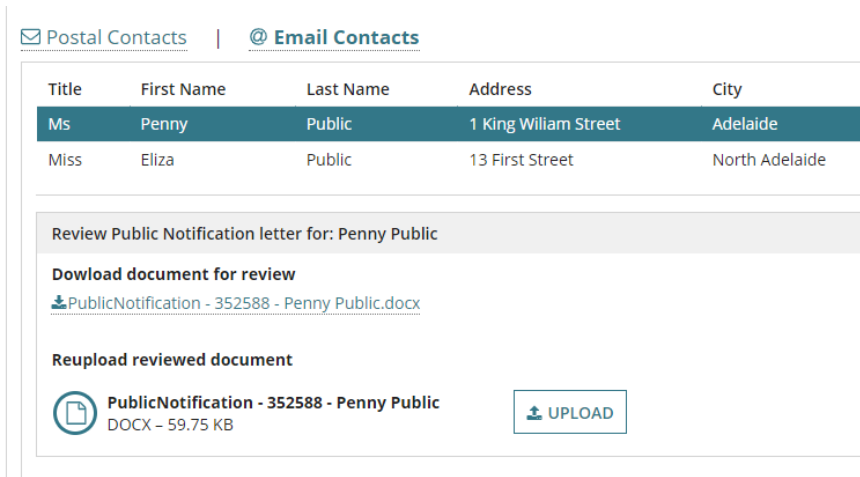 Postal Contacts | @ Email Contacts
Title First Name Last Name Address City
Ms Penny Public 1 King Wiliam Street Adelaide
Miss Eliza Public 13 First Street North Adelaide
Review Public Notification letter for: Penny Public
Dowload document for review
PublicNotification - 352588 - Penny Public.docx
Reupload reviewed document
PublicNotification - 352588 - Penny Public
DOCX – 59.75 KB
UPLOAD